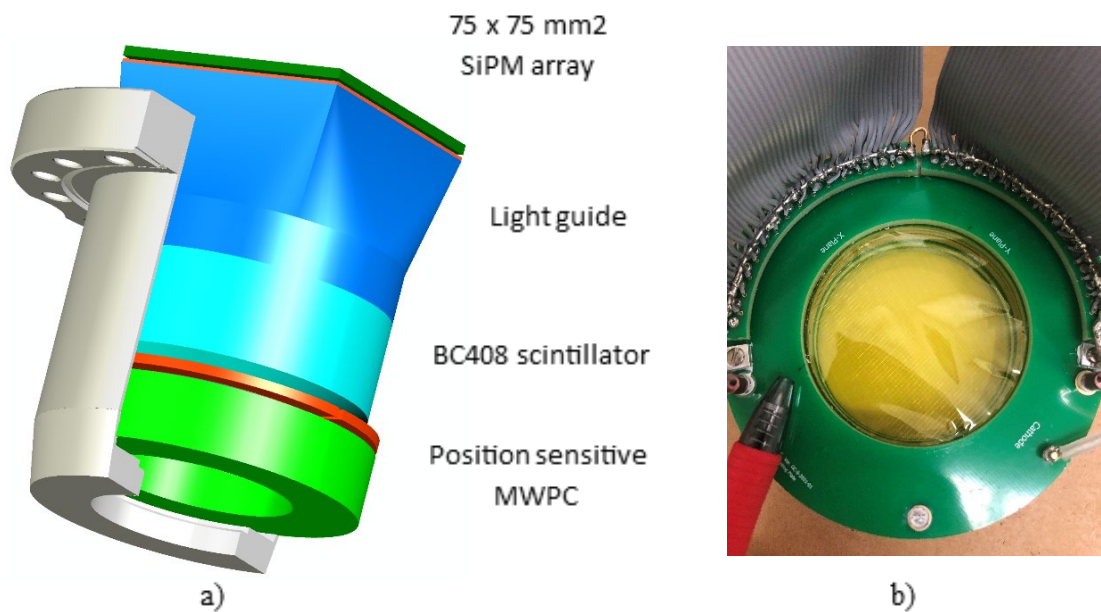 75 x 75 mm2
SiPM array
Light guide
BC408 scintillator
Position sensitive
MWPC
X-Plane
Y-Plane
Cathode
a)
b)